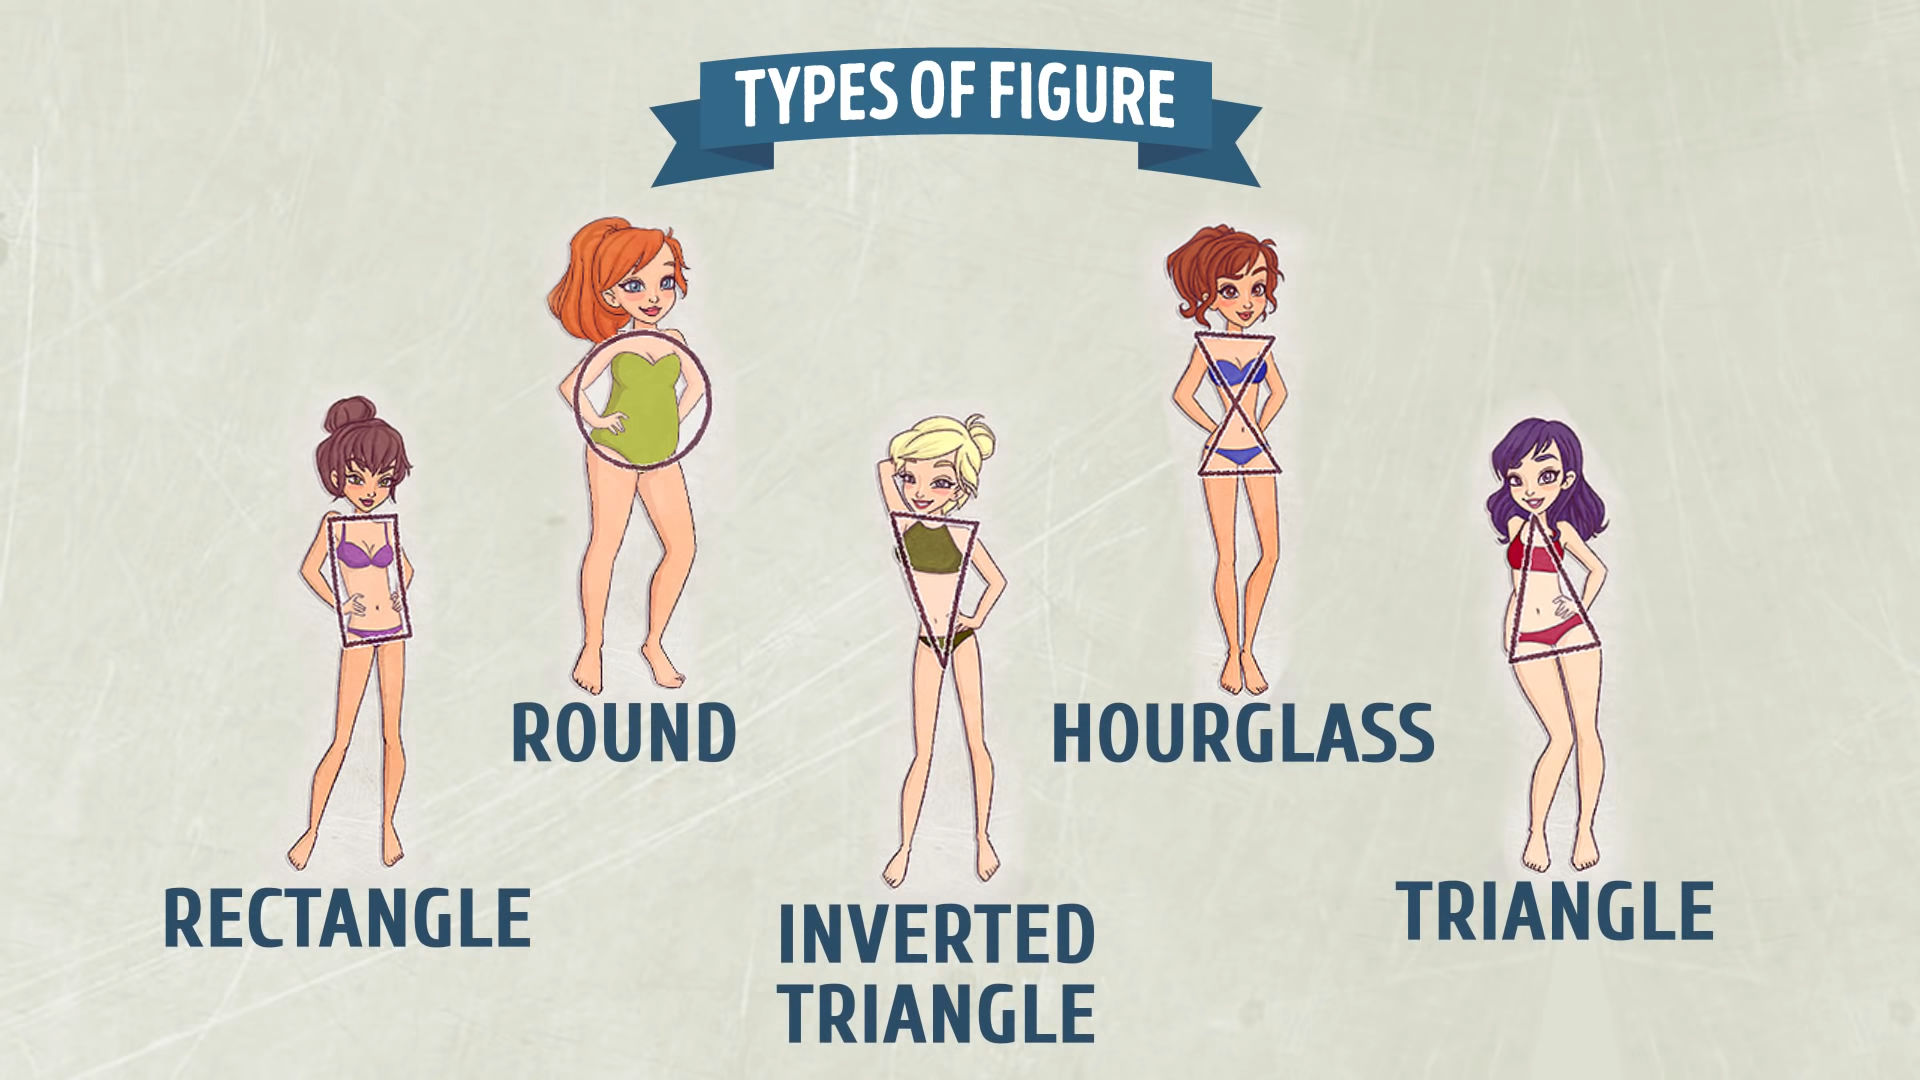 TYPES OF FIGURE
ROUND
HOURGLASS
RECTANGLE
INVERTED
TRIANGLE
TRIANGLE